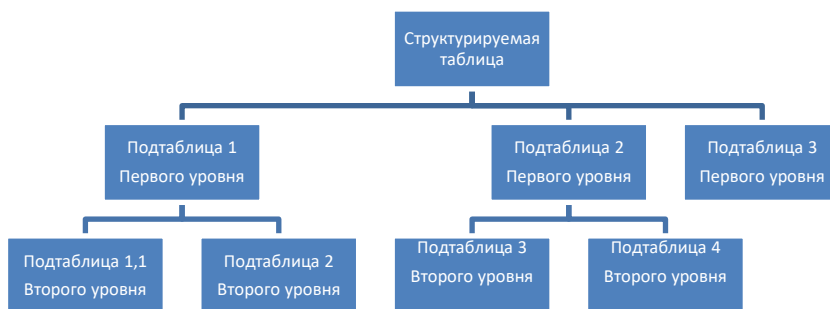 Структурируемая
таблица
Подтаблица 1
Первого уровня
Подтаблица 2
Первого уровня
Подтаблица 3
Первого уровня
Подтаблица 1,1
Второго уровня
Подтаблица 2
Второго уровня
Подтаблица 3
Второго уровня
Подтаблица 4
Второго уровня